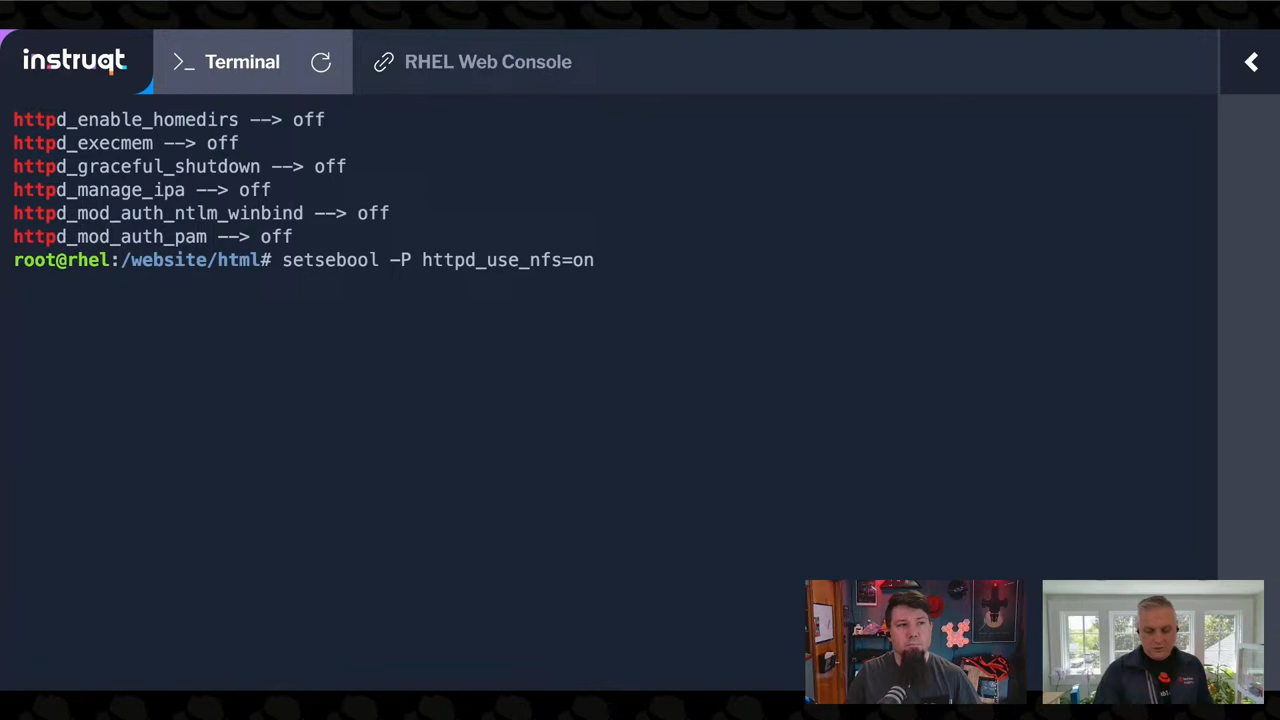 instruqt
>_ Terminal
RHEL Web Console
httpd_enable_homedirs --> off
httpd_execmem --> off
httpd_graceful_shutdown --> off
httpd_manage_ipa --> off
httpd_mod_auth_ntlm_winbind --> off
httpd_mod_auth_pam --> off
root@rhel:/website/html# setsebool -P httpd_use_nfs=on